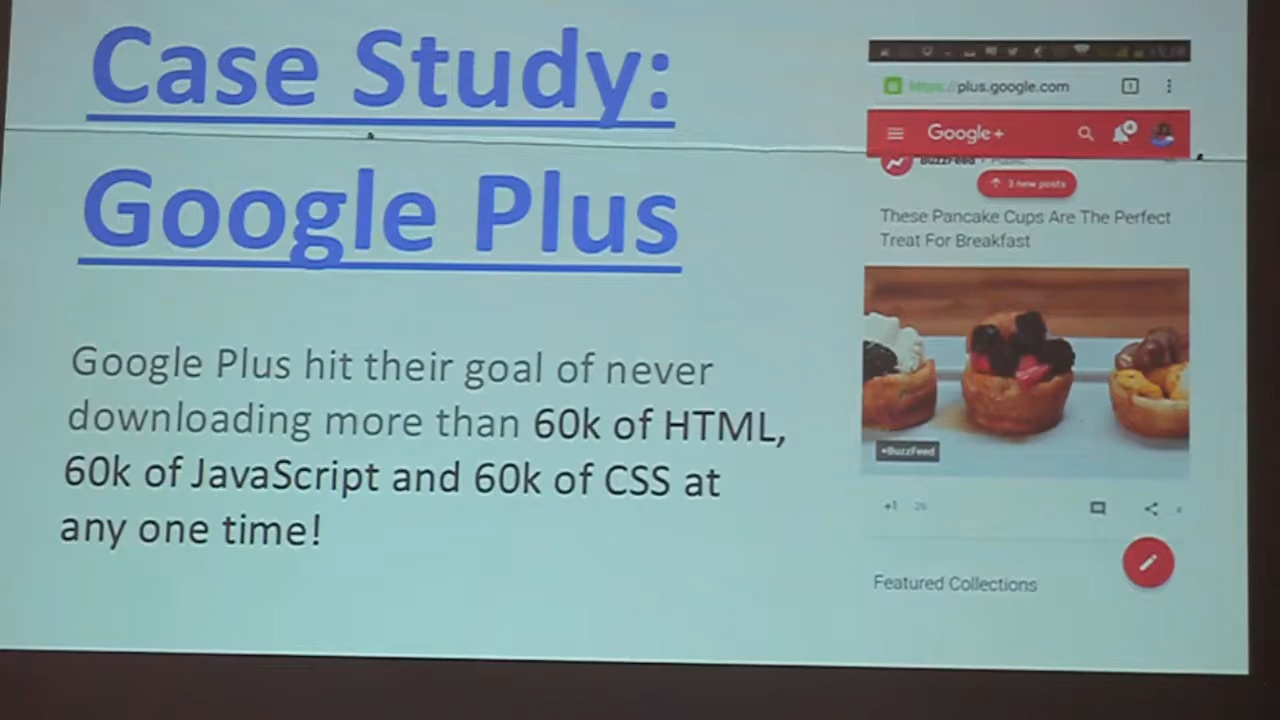 Case Study:
Google Plus
Google Plus hit their goal of never
downloading more than 60k of HTML,
60k of JavaScript and 60k of CSS at
any one time!
https://plus.google.com
Google+
4
BuzzFeed • Public
3 new posts
These Pancake Cups Are The Perfect
Treat For Breakfast
•BuzzFeed
+1
Featured Collections